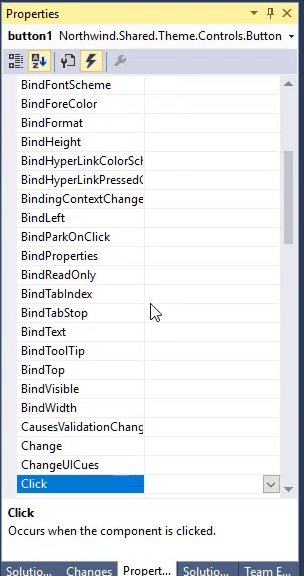 Properties
button1 Northwind.Shared.Theme.Controls.Button
BindFontScheme
BindForeColor
BindFormat
BindHeight
BindHyperLinkColorSch
BindHyperLinkPressedC
BindingContextChange
BindLeft
BindParkOnClick
BindProperties
BindReadOnly
BindTabIndex
BindTabStop
BindText
BindToolTip
BindTop
BindVisible
BindWidth
CausesValidationChang
Change
ChangeUICues
Click
Click
Occurs when the component is clicked.
Solutio... Changes Propert... Solutio... Team E...